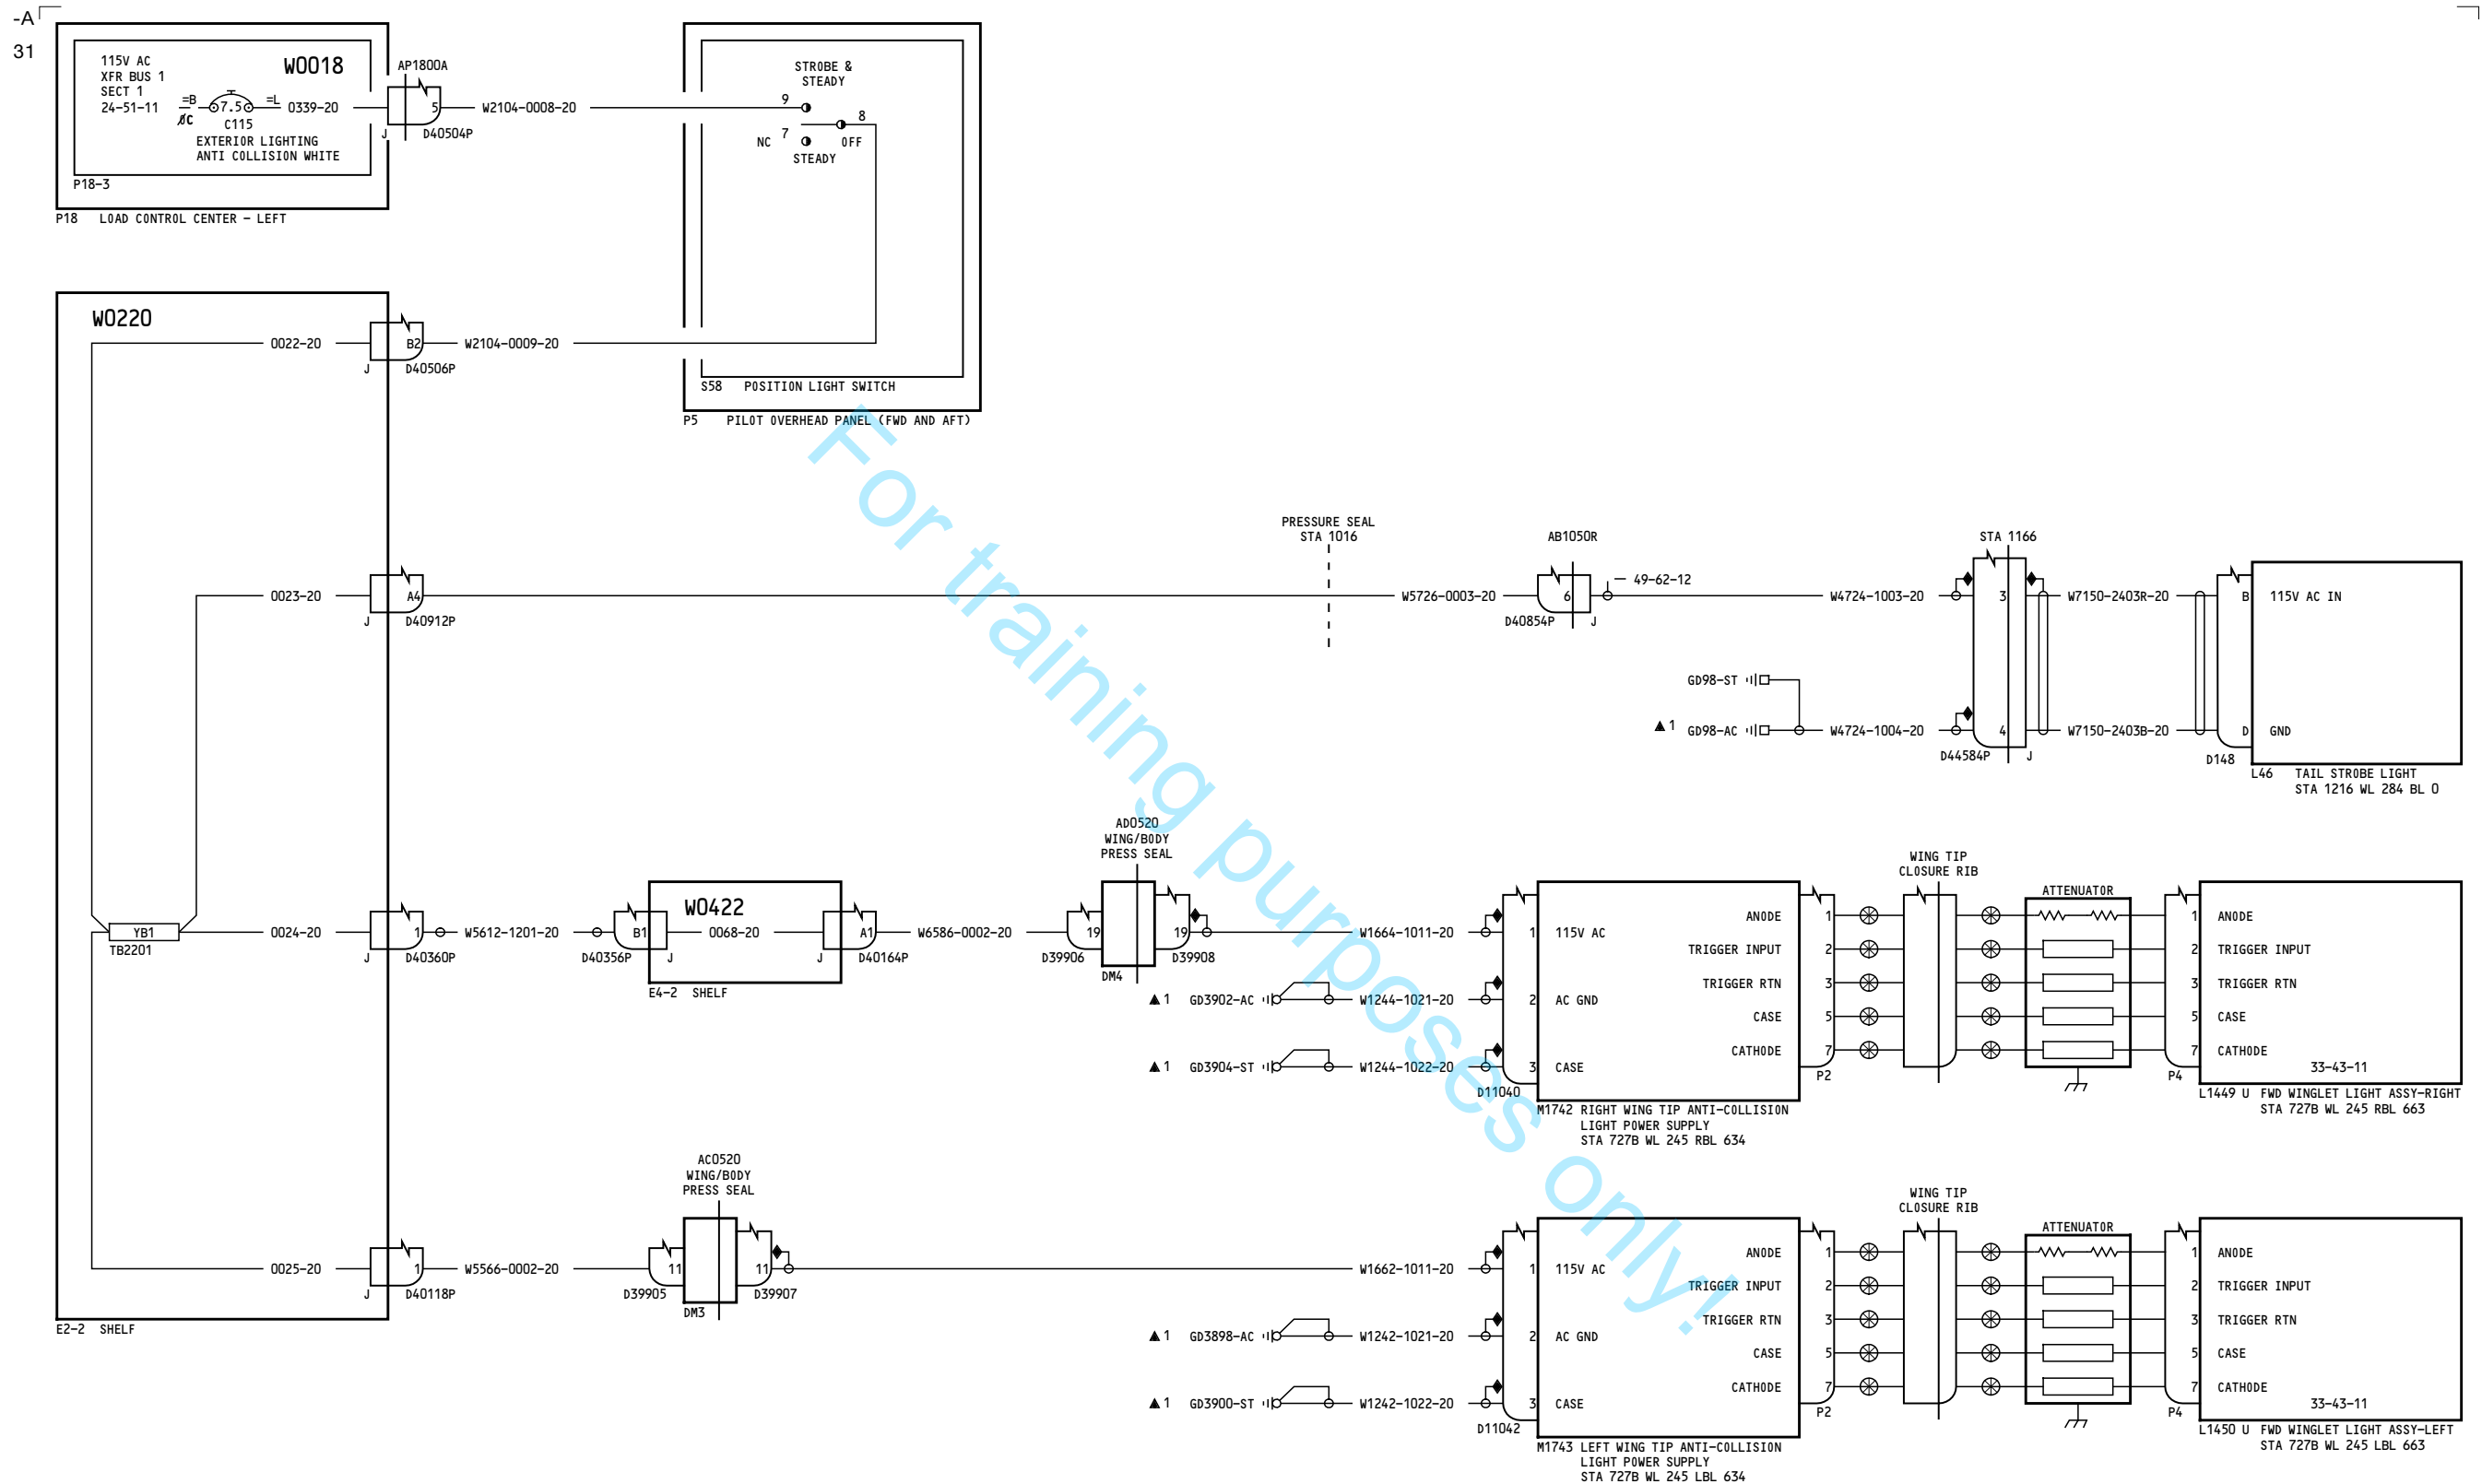 -A
31
115V AC
XFR BUS 1
SECT 1
24-51-11
W0018
=B 7.5 =L 0339-20
ØC
C115
EXTERIOR LIGHTING
ANTI COLLISION WHITE
P18-3
P18 LOAD CONTROL CENTER - LEFT
AP1800A
5
J D40504P
W2104-0008-20
STROBE &
STEADY
9
8
7
NC
OFF
STEADY
S58 POSITION LIGHT SWITCH
P5 PILOT OVERHEAD PANEL (FWD AND AFT)
W0220
0022-20
B2
J D40506P
W2104-0009-20
0023-20
A4
J D40912P
PRESSURE SEAL
STA 1016
W5726-0003-20
AB1050R
6
D40854P J
49-62-12
W4724-1003-20
STA 1166
3
W7150-2403R-20
B 115V AC IN
GD98-ST
1 GD98-AC
W4724-1004-20
4
D44584P J
W7150-2403B-20
D GND
D148
L46 TAIL STROBE LIGHT
STA 1216 WL 284 BL 0
YB1
TB2201
0024-20
1
J D40360P
W5612-1201-20
B1
D40356P J
W0422
0068-20
A1
J D40164P
E4-2 SHELF
W6586-0002-20
AD0520
WING/BODY
PRESS SEAL
19
19
D39906
D39908
DM4
W1664-1011-20
1 115V AC
1 GD3902-AC
W1244-1021-20
2 AC GND
1 GD3904-ST
W1244-1022-20
3 CASE
D11040
M1742 RIGHT WING TIP ANTI-COLLISION
LIGHT POWER SUPPLY
STA 727B WL 245 RBL 634
ANODE 1
TRIGGER INPUT 2
TRIGGER RTN 3
CASE 5
CATHODE 7
P2
WING TIP
CLOSURE RIB
ATTENUATOR
1 ANODE
2 TRIGGER INPUT
3 TRIGGER RTN
5 CASE
7 CATHODE
P4
33-43-11
L1449 U FWD WINGLET LIGHT ASSY-RIGHT
STA 727B WL 245 RBL 663
0025-20
1
J D40118P
E2-2 SHELF
W5566-0002-20
AC0520
WING/BODY
PRESS SEAL
11
11
D39905
D39907
DM3
W1662-1011-20
1 115V AC
1 GD3898-AC
W1242-1021-20
2 AC GND
1 GD3900-ST
W1242-1022-20
3 CASE
D11042
M1743 LEFT WING TIP ANTI-COLLISION
LIGHT POWER SUPPLY
STA 727B WL 245 LBL 634
ANODE 1
TRIGGER INPUT 2
TRIGGER RTN 3
CASE 5
CATHODE 7
P2
WING TIP
CLOSURE RIB
ATTENUATOR
1 ANODE
2 TRIGGER INPUT
3 TRIGGER RTN
5 CASE
7 CATHODE
P4
33-43-11
L1450 U FWD WINGLET LIGHT ASSY-LEFT
STA 727B WL 245 LBL 663
For training purposes only!